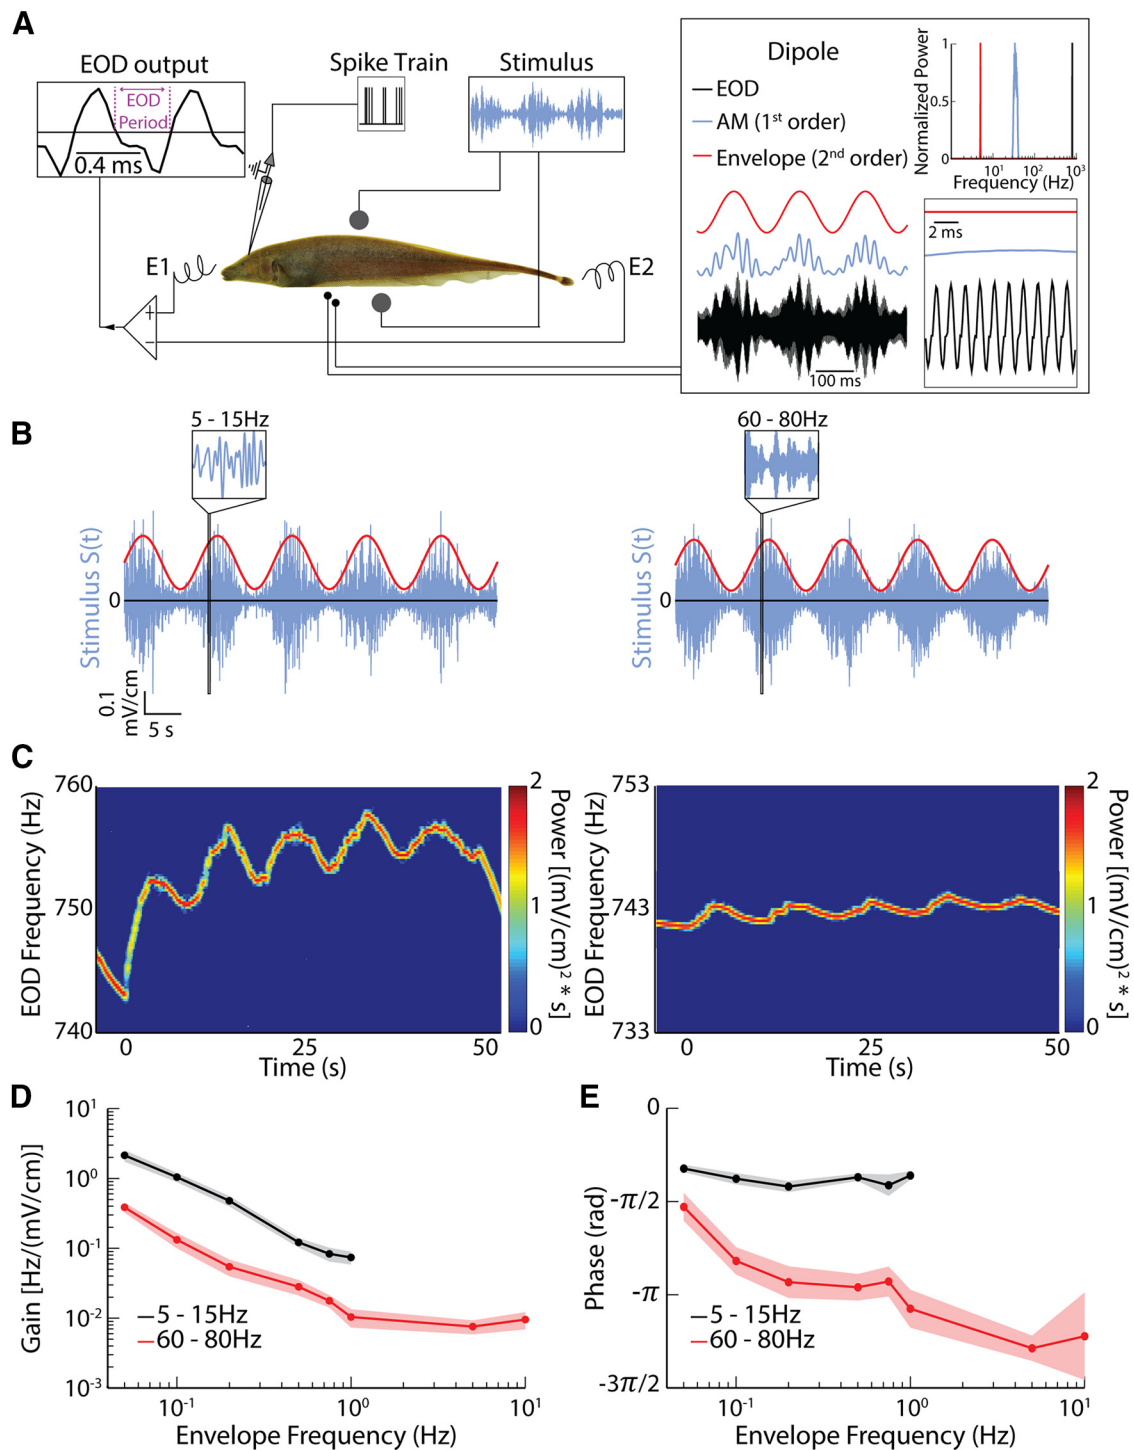 A
EOD output
EOD
Period
0.4 ms
Spike Train
Stimulus
E1
E2
+
−
Dipole
EOD
AM (1st order)
Envelope (2nd order)
100 ms
Normalized Power
1
0.5
0
10¹
10²
10³
Frequency (Hz)
2 ms
B
5 - 15Hz
Stimulus S(t)
0
0.1
mV/cm
5 s
60 - 80Hz
Stimulus S(t)
0
C
EOD Frequency (Hz)
760
750
740
0
25
50
Time (s)
2
1
0
Power [(mV/cm)² * s]
EOD Frequency (Hz)
753
743
733
0
25
50
Time (s)
2
1
0
Power [(mV/cm)² * s]
D
Gain [Hz/(mV/cm)]
10¹
10⁰
10⁻¹
10⁻²
10⁻³
5 - 15Hz
60 - 80Hz
10⁻¹
10⁰
10¹
Envelope Frequency (Hz)
E
Phase (rad)
0
-π/2
-π
-3π/2
5 - 15Hz
60 - 80Hz
10⁻¹
10⁰
10¹
Envelope Frequency (Hz)